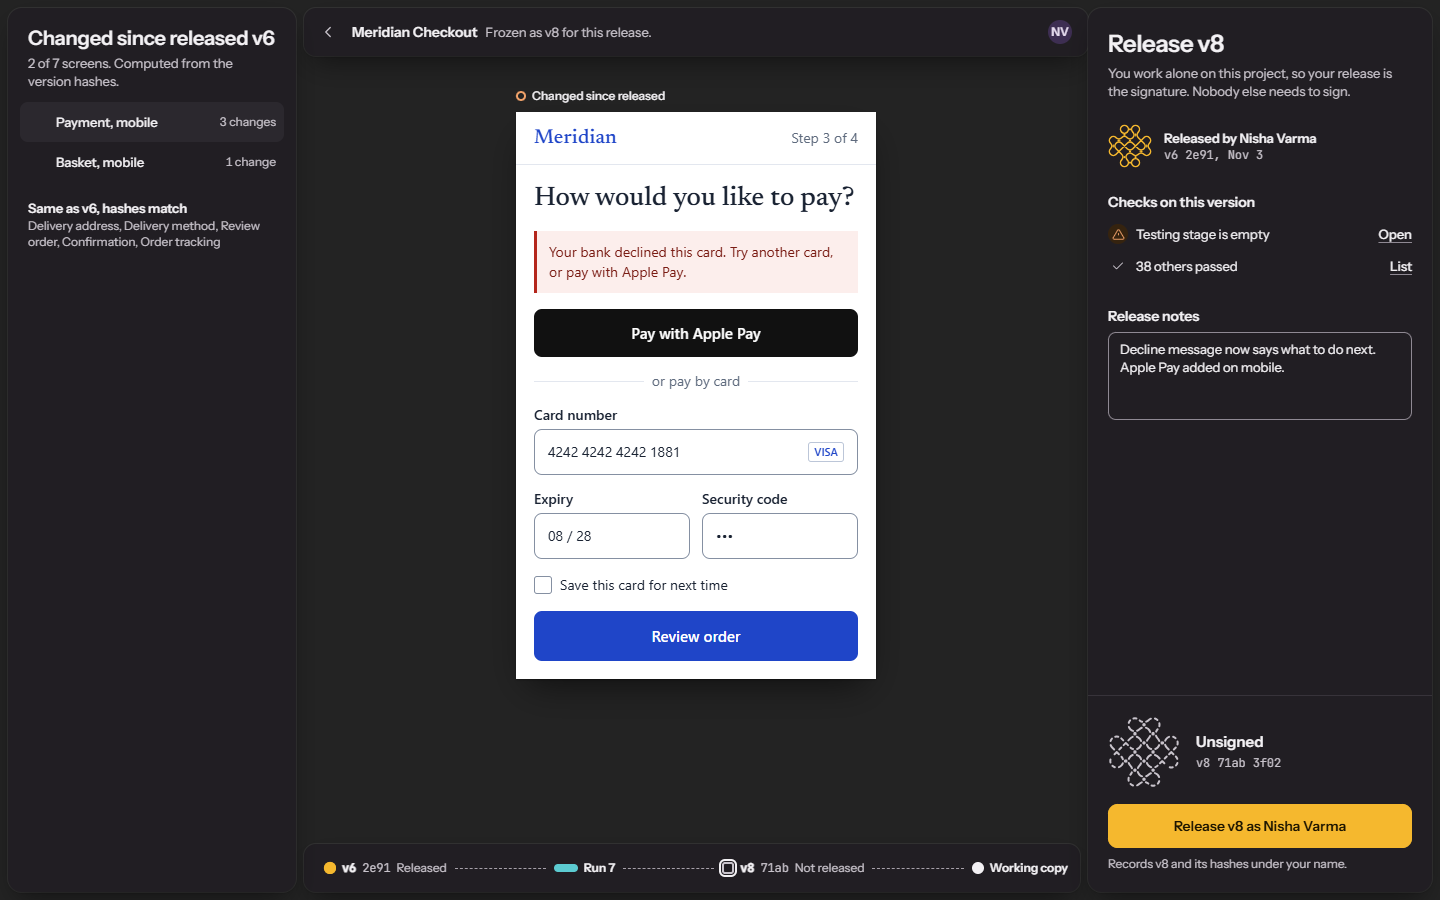 Changed since released v6
2 of 7 screens. Computed from the
version hashes.
Payment, mobile 3 changes
Basket, mobile 1 change
Same as v6, hashes match
Delivery address, Delivery method, Review
order, Confirmation, Order tracking
Meridian Checkout Frozen as v8 for this release.
NV
Changed since released
Meridian Step 3 of 4
How would you like to pay?
Your bank declined this card. Try another card,
or pay with Apple Pay.
Pay with Apple Pay
or pay by card
Card number
4242 4242 4242 1881 VISA
Expiry Security code
08 / 28 •••
Save this card for next time
Review order
v6 2e91 Released Run 7 v8 71ab Not released Working copy
Release v8
You work alone on this project, so your release is
the signature. Nobody else needs to sign.
Released by Nisha Varma
v6 2e91, Nov 3
Checks on this version
Testing stage is empty Open
38 others passed List
Release notes
Decline message now says what to do next.
Apple Pay added on mobile.
Unsigned
v8 71ab 3f02
Release v8 as Nisha Varma
Records v8 and its hashes under your name.